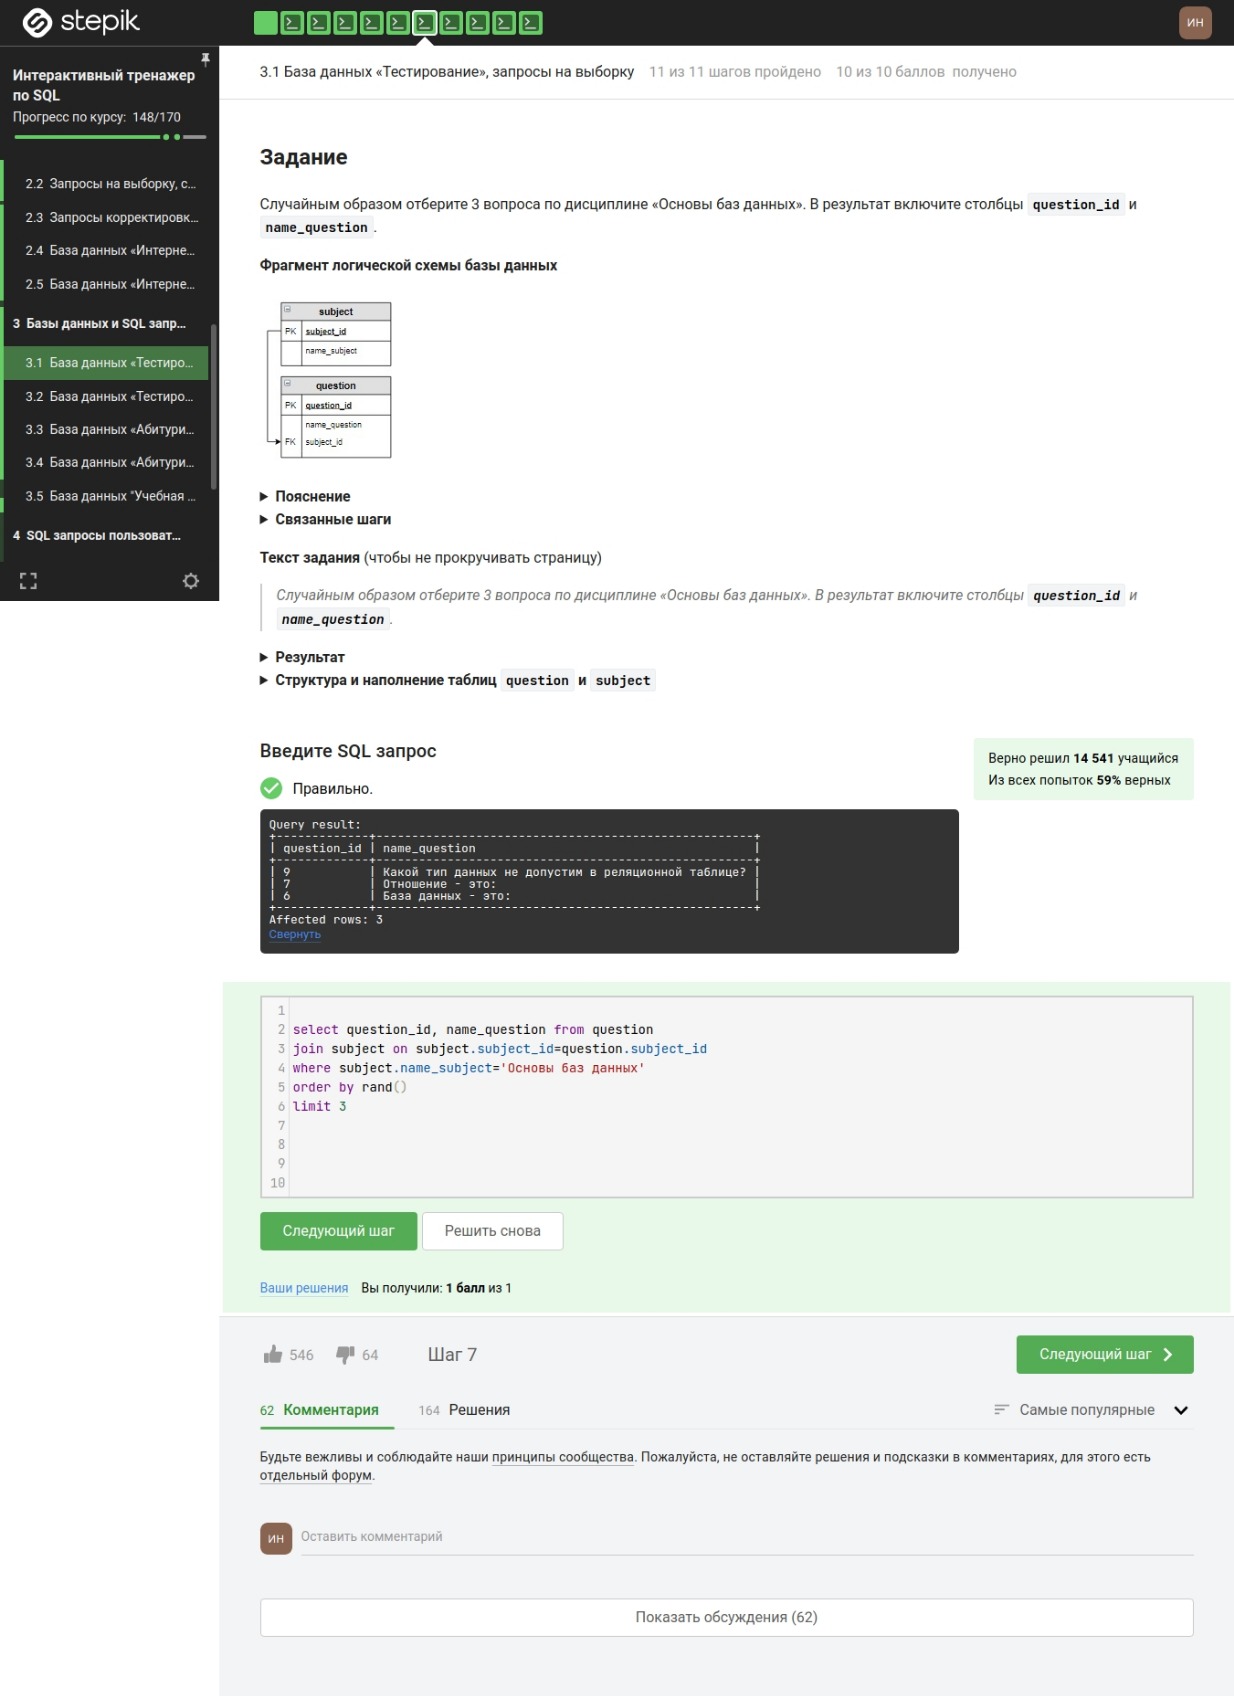 stepik
ИН
Интерактивный тренажер
по SQL
Прогресс по курсу: 148/170
2.2 Запросы на выборку, с...
2.3 Запросы корректировк...
2.4 База данных «Интерне...
2.5 База данных «Интерне...
3 Базы данных и SQL запр...
3.1 База данных «Тестиро...
3.2 База данных «Тестиро...
3.3 База данных «Абитури...
3.4 База данных «Абитури...
3.5 База данных "Учебная ...
4 SQL запросы пользоват...
3.1 База данных «Тестирование», запросы на выборку 11 из 11 шагов пройдено 10 из 10 баллов получено
Задание
Случайным образом отберите 3 вопроса по дисциплине «Основы баз данных». В результат включите столбцы question_id и
name_question .
Фрагмент логической схемы базы данных
subject
PK subject_id
name_subject
question
PK question_id
name_question
FK subject_id
Пояснение
Связанные шаги
Текст задания (чтобы не прокручивать страницу)
Случайным образом отберите 3 вопроса по дисциплине «Основы баз данных». В результат включите столбцы question_id и
name_question .
Результат
Структура и наполнение таблиц question и subject
Введите SQL запрос
Правильно.
Верно решил 14 541 учащийся
Из всех попыток 59% верных
Query result:
+-------------+-----------------------------------------------------+
| question_id | name_question |
+-------------+-----------------------------------------------------+
| 9 | Какой тип данных не допустим в реляционной таблице? |
| 7 | Отношение - это: |
| 6 | База данных - это: |
+-------------+-----------------------------------------------------+
Affected rows: 3
Свернуть
1
2 select question_id, name_question from question
3 join subject on subject.subject_id=question.subject_id
4 where subject.name_subject='Основы баз данных'
5 order by rand()
6 limit 3
7
8
9
10
Следующий шаг Решить снова
Ваши решения Вы получили: 1 балл из 1
546 64 Шаг 7 Следующий шаг
62 Комментария 164 Решения Самые популярные
Будьте вежливы и соблюдайте наши принципы сообщества. Пожалуйста, не оставляйте решения и подсказки в комментариях, для этого есть
отдельный форум.
ИН Оставить комментарий
Показать обсуждения (62)